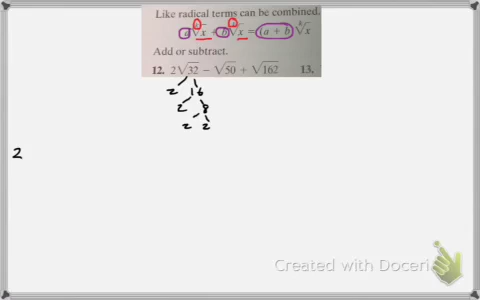 Like radical terms can be combined.
a ˣ√x + b ˣ√x = (a + b) ˣ√x
Add or subtract.
12. 2√32 − √50 + √162 13,
2 16
2 8
2 2
2
Created with Doceri